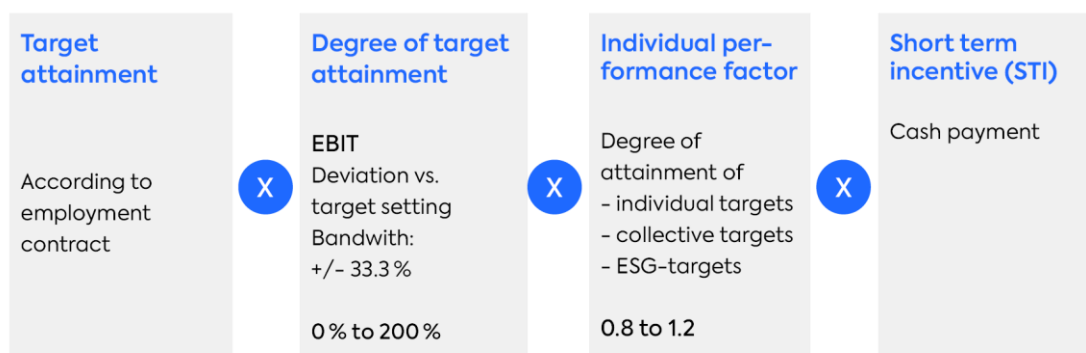 Target
attainment
According to
employment
contract
X
Degree of target
attainment
EBIT
Deviation vs.
target setting
Bandwith:
+/- 33.3 %
0 % to 200 %
X
Individual per-
formance factor
Degree of
attainment of
- individual targets
- collective targets
- ESG-targets
0.8 to 1.2
X
Short term
incentive (STI)
Cash payment